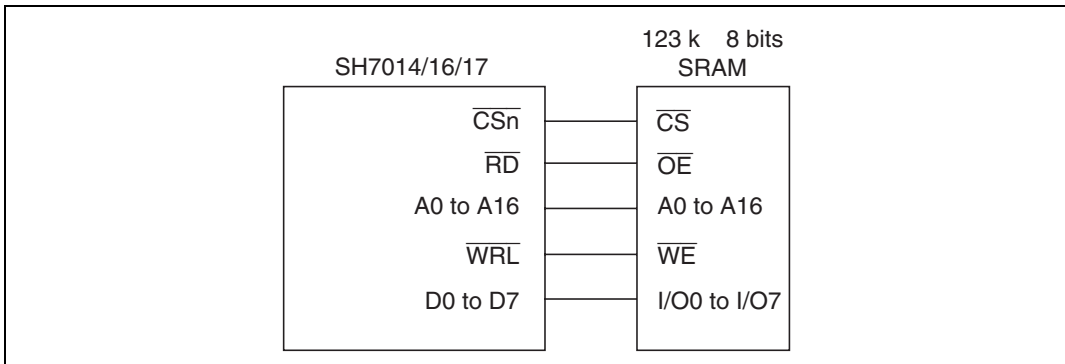 123 k 8 bits
SH7014/16/17 SRAM
CSn CS
RD OE
A0 to A16 A0 to A16
WRL WE
D0 to D7 I/O0 to I/O7